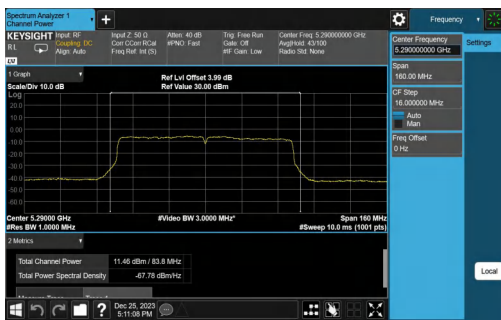 Spectrum Analyzer 1
Channel Power
+
Frequency
KEYSIGHT Input: RF
R L
Coupling: DC
Align: Auto
Input Z: 50 Ω
Corr CCorr RCal
Freq Ref: Int (S)
Atten: 40 dB
#PNO: Fast
Trig: Free Run
Gate: Off
#IF Gain: Low
Center Freq: 5.290000000 GHz
Avg|Hold: 43/100
Radio Std: None
LXI
Center Frequency
5.290000000 GHz
Settings
Span
160.00 MHz
CF Step
16.000000 MHz
Auto
Man
Freq Offset
0 Hz
Local
1 Graph
Scale/Div 10.0 dB
Ref Lvl Offset 3.99 dB
Ref Value 30.00 dBm
Log
20.0
10.0
0.00
-10.0
-20.0
-30.0
-40.0
-50.0
-60.0
Center 5.29000 GHz
#Video BW 3.0000 MHz*
Span 160 MHz
#Res BW 1.0000 MHz
#Sweep 10.0 ms (1001 pts)
2 Metrics
Total Channel Power 11.46 dBm / 83.8 MHz
Total Power Spectral Density -67.78 dBm/Hz
?
Dec 25, 2023
5:11:08 PM